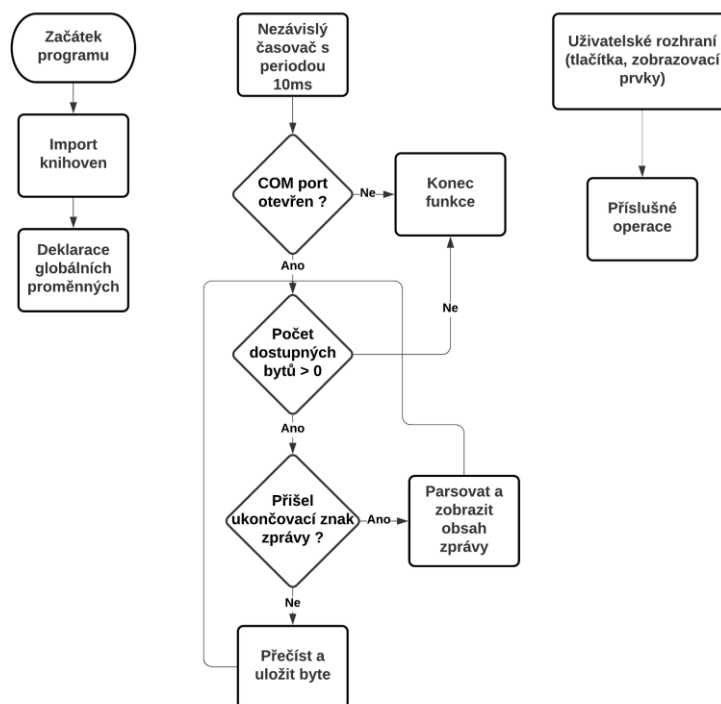 Začátek
programu
Import
knihoven
Deklarace
globálních
proměnných
Nezávislý
časovač s
periodou
10ms
COM port
otevřen ?
Ne
Konec
funkce
Ano
Počet
dostupných
bytů > 0
Ne
Ano
Přišel
ukončovací znak
zprávy ?
Ano
Parsovat a
zobrazit
obsah
zprávy
Ne
Přečíst a
uložit byte
Uživatelské rozhraní
(tlačítka, zobrazovací
prvky)
Příslušné
operace